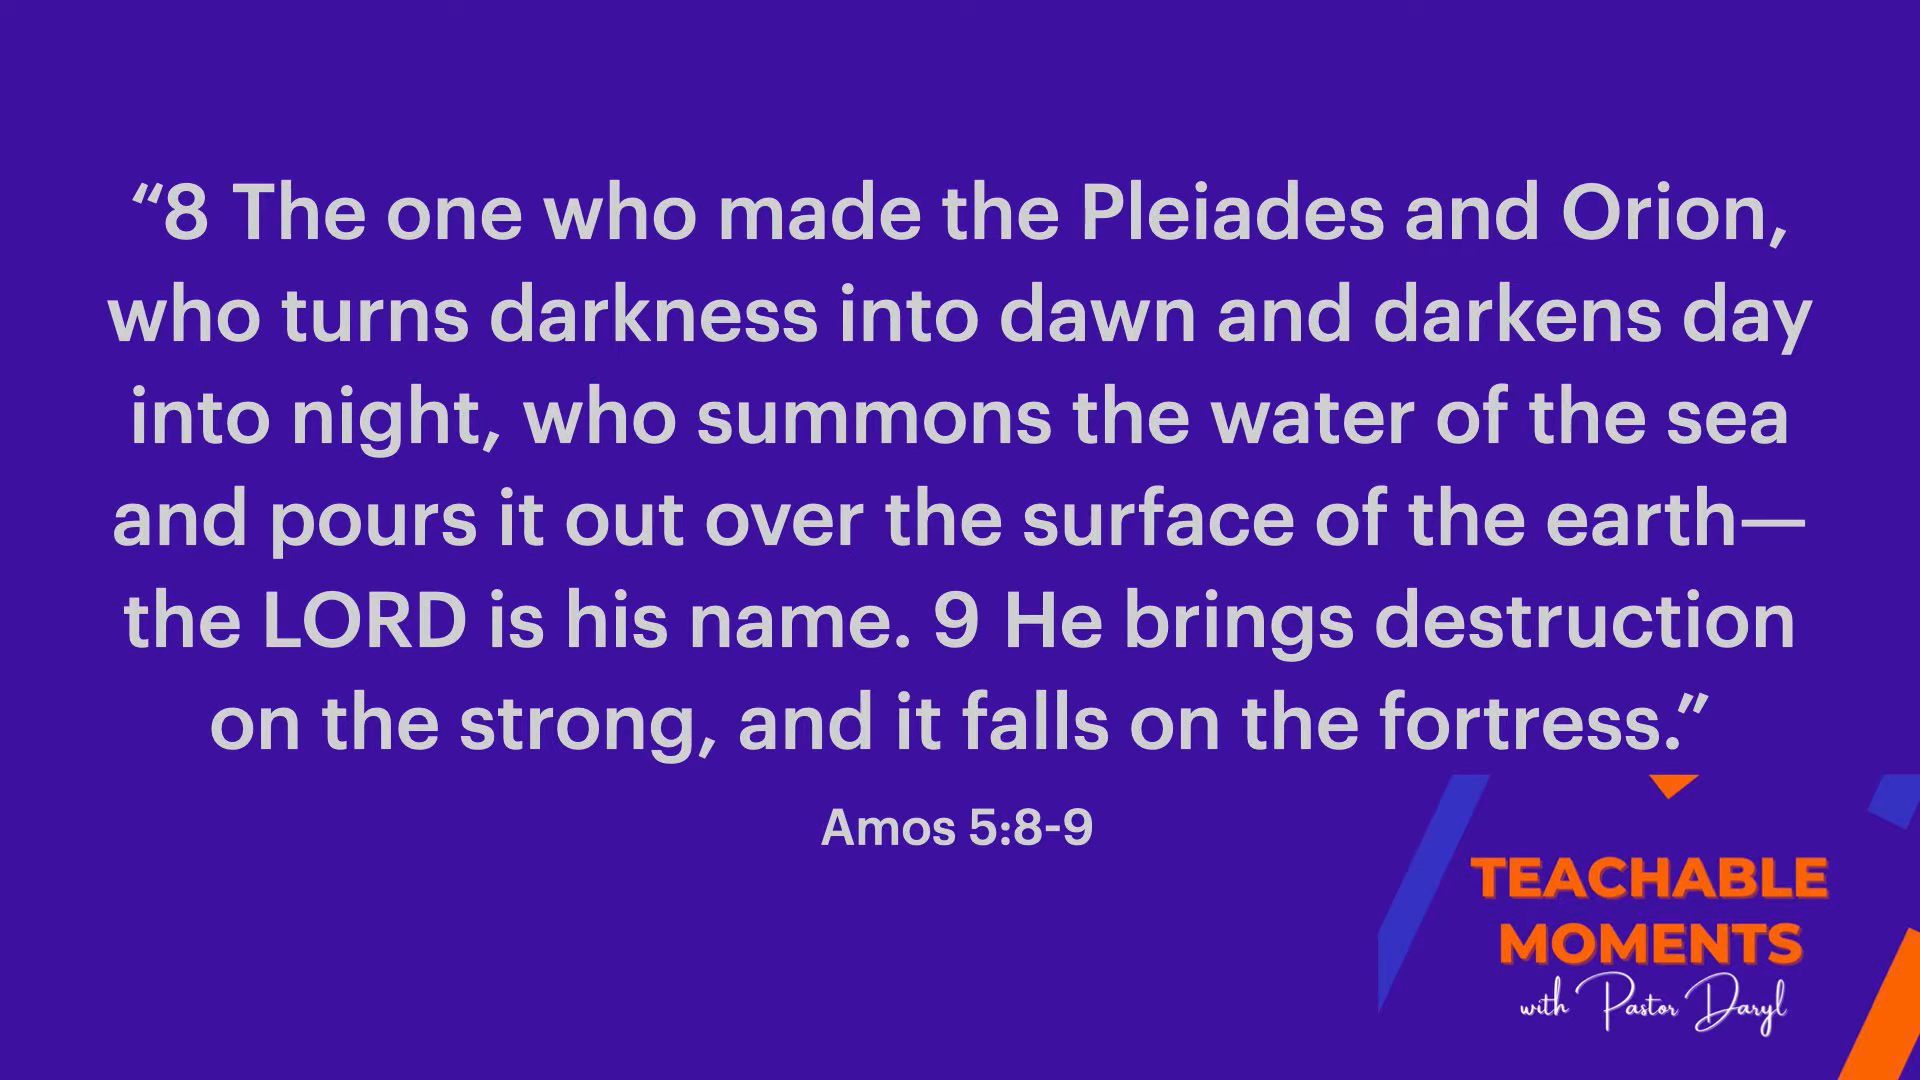 “8 The one who made the Pleiades and Orion,
who turns darkness into dawn and darkens day
into night, who summons the water of the sea
and pours it out over the surface of the earth—
the LORD is his name. 9 He brings destruction
on the strong, and it falls on the fortress.”
Amos 5:8-9
TEACHABLE
MOMENTS
with Pastor Daryl